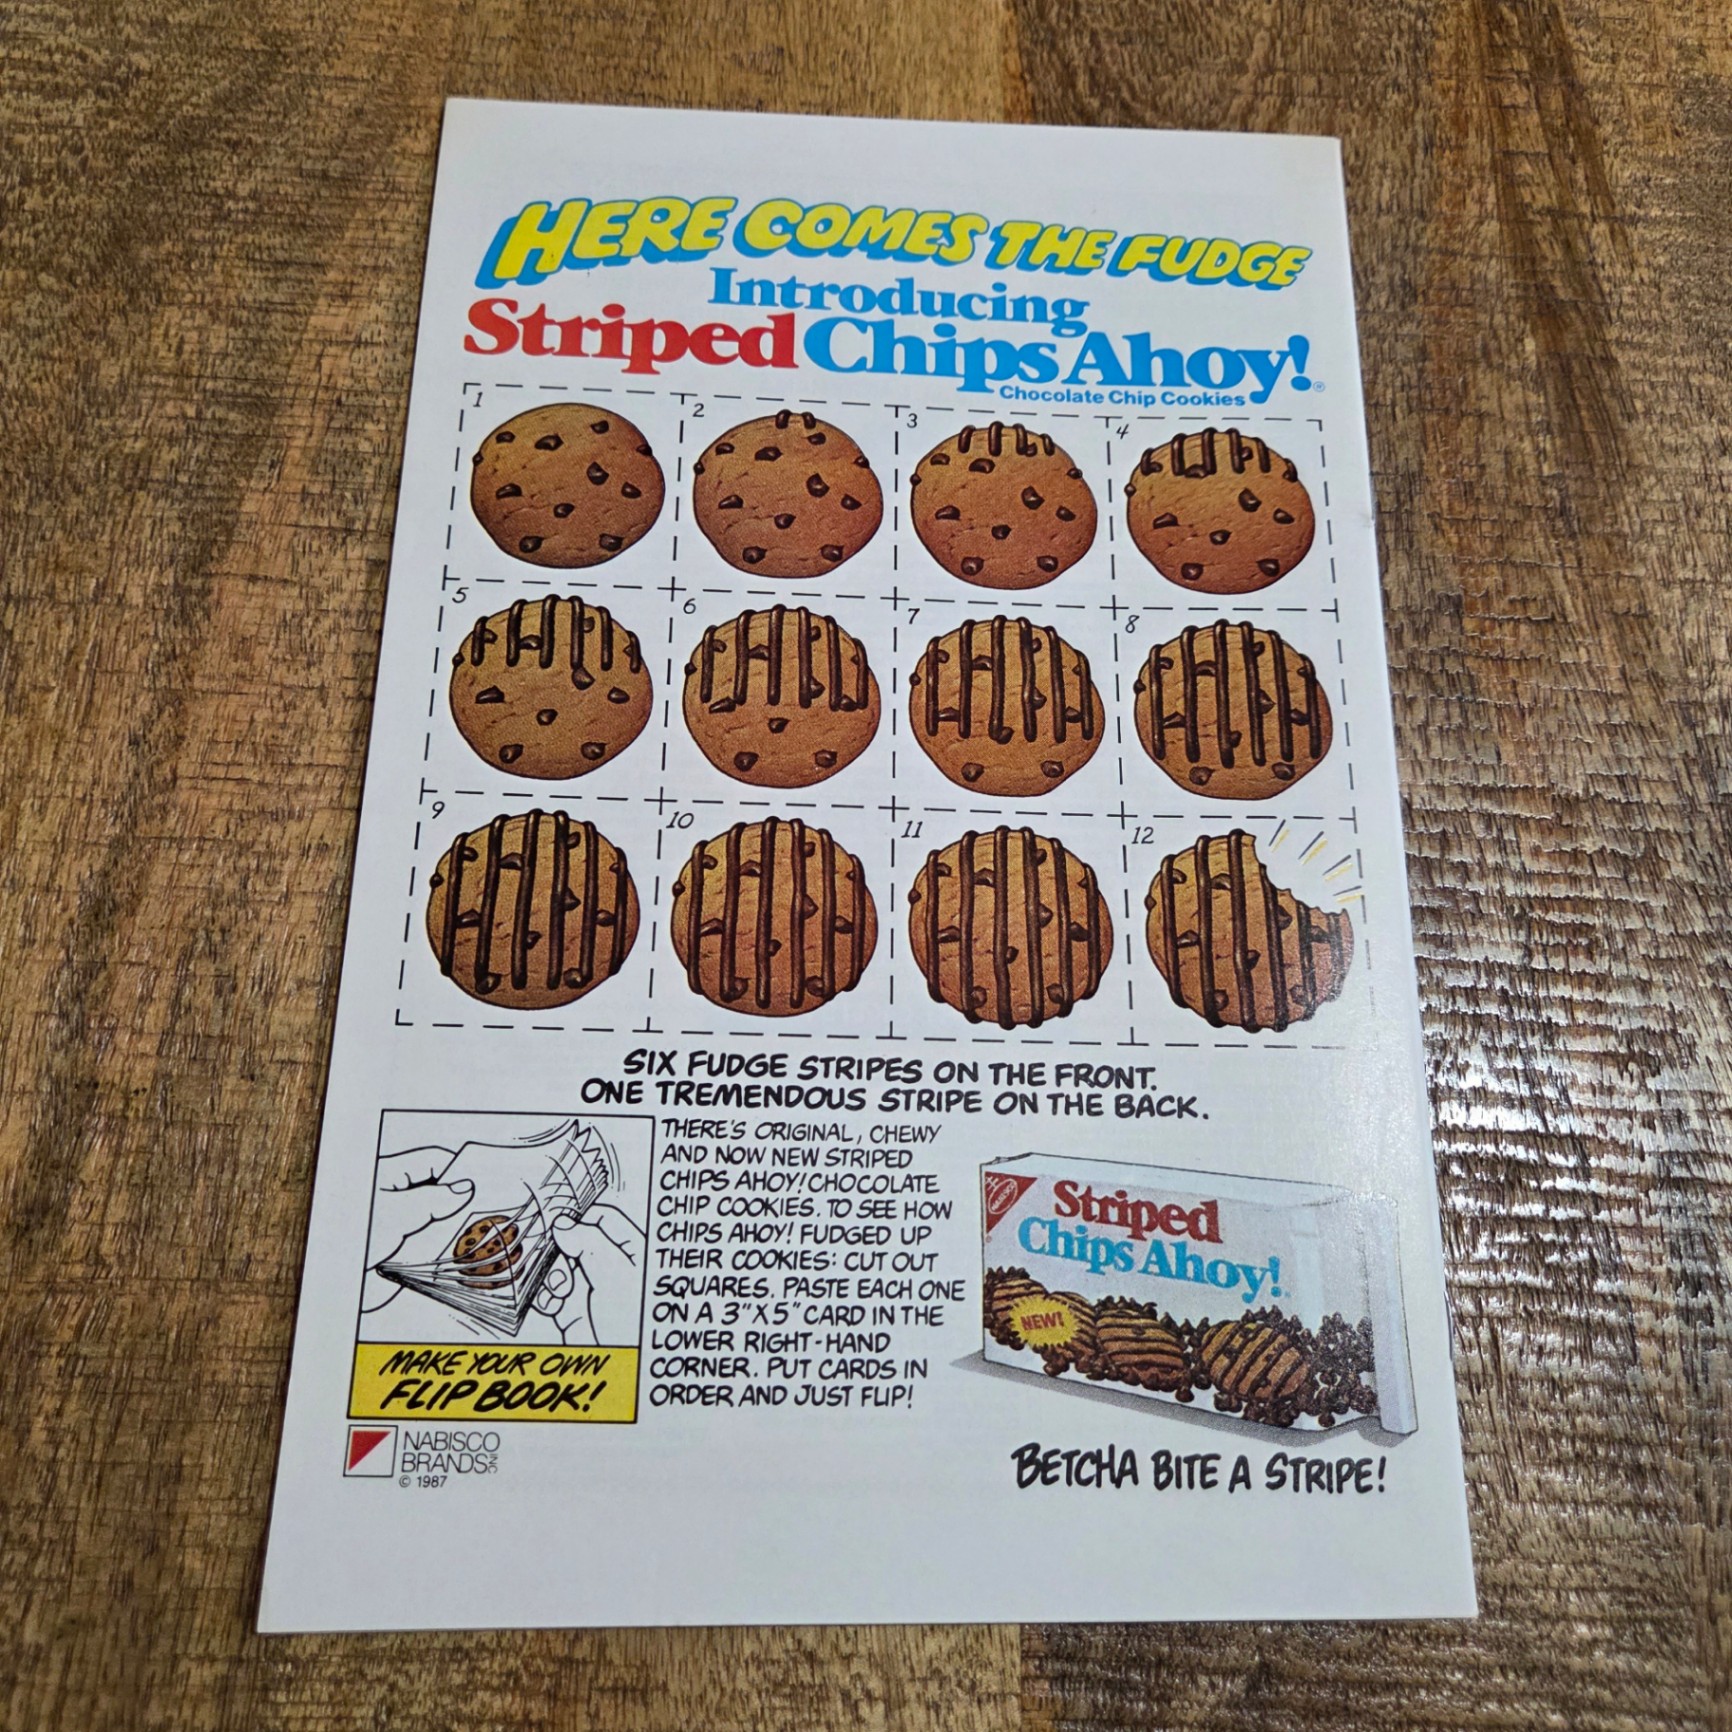 HERE COMES THE FUDGE
Introducing
Striped Chips Ahoy!®
Chocolate Chip Cookies
1
2
3
4
5
6
7
8
9
10
11
12
SIX FUDGE STRIPES ON THE FRONT.
ONE TREMENDOUS STRIPE ON THE BACK.
THERE'S ORIGINAL, CHEWY
AND NOW NEW STRIPED
CHIPS AHOY! CHOCOLATE
CHIP COOKIES. TO SEE HOW
CHIPS AHOY! FUDGED UP
THEIR COOKIES: CUT OUT
SQUARES. PASTE EACH ONE
ON A 3"X5" CARD IN THE
LOWER RIGHT-HAND
CORNER. PUT CARDS IN
ORDER AND JUST FLIP!
MAKE YOUR OWN
FLIP BOOK!
NABISCO
Striped
Chips Ahoy!
NEW!
NABISCO
BRANDS INC
© 1987
BETCHA BITE A STRIPE!